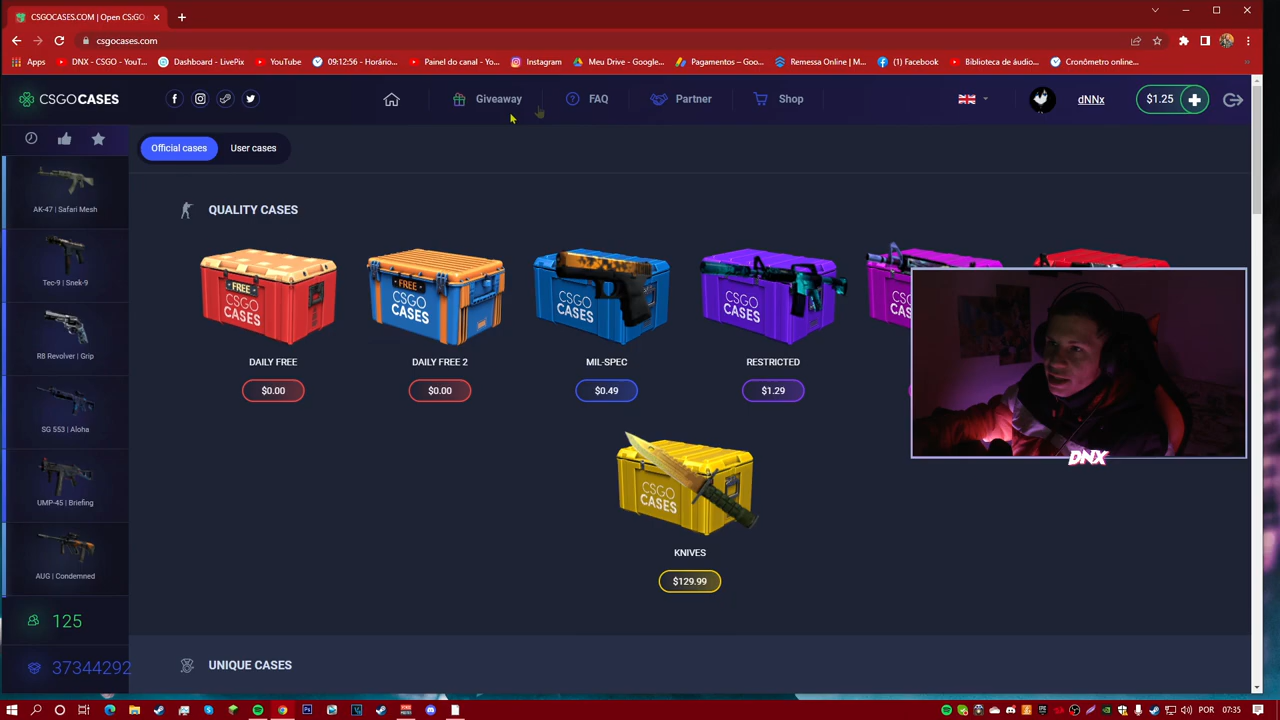 CSGOCASES.COM | Open CS:GO
csgocases.com
Apps
DNX - CSGO - YouT...
Dashboard - LivePix
YouTube
09:12:56 - Horário...
Painel do canal - Yo...
Instagram
Meu Drive - Google...
Pagamentos – Goo...
Remessa Online | M...
(1) Facebook
Biblioteca de áudio...
Cronômetro online...
CSGOCASES
Giveaway
FAQ
Partner
Shop
dNNx
$1.25
Official cases
User cases
AK-47 | Safari Mesh
Tec-9 | Snek-9
R8 Revolver | Grip
SG 553 | Aloha
UMP-45 | Briefing
AUG | Condemned
125
37344292
QUALITY CASES
FREE
CSGO
CASES
DAILY FREE
$0.00
FREE
CSGO
CASES
DAILY FREE 2
$0.00
CSGO
CASES
MIL-SPEC
$0.49
CSGO
CASES
RESTRICTED
$1.29
DNX
CSGO
CASES
KNIVES
$129.99
UNIQUE CASES
POR
07:35